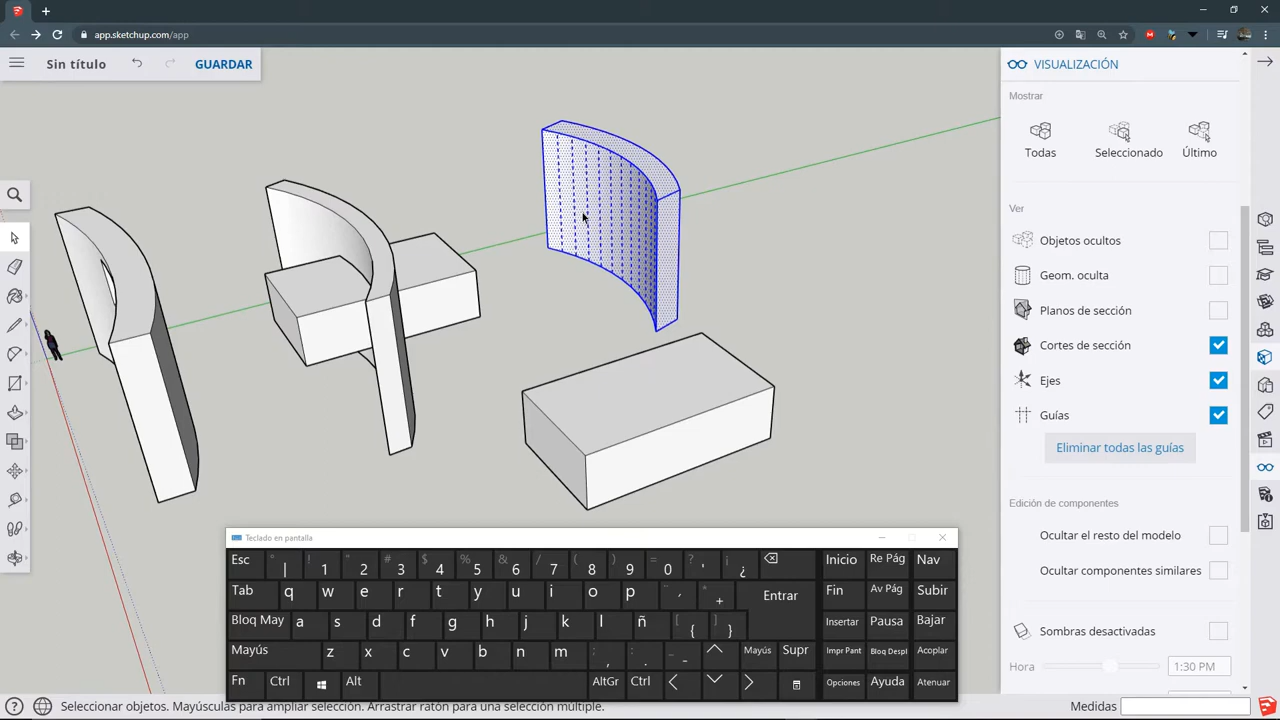 app.sketchup.com/app
Sin título
GUARDAR
VISUALIZACIÓN
Mostrar
Todas
Seleccionado
Último
Ver
Objetos ocultos
Geom. oculta
Planos de sección
Cortes de sección
Ejes
Guías
Eliminar todas las guías
Edición de componentes
Ocultar el resto del modelo
Ocultar componentes similares
Sombras desactivadas
Hora 1:30 PM
Teclado en pantalla
Esc ° | ! 1 " 2 # 3 $ 4 % 5 & 6 / 7 ( 8 ) 9 = 0 ? ' ¡ ¿ Inicio Re Pág Nav
Tab q w e r t y u i o p ¨ ´ * + Entrar Fin Av Pág Subir
Bloq May a s d f g h j k l ñ [ { ] } Insertar Pausa Bajar
Mayús z x c v b n m ; , : . _ - Mayús Supr Impr Pant Bloq Despl Acoplar
Fn Ctrl Alt AltGr Ctrl Opciones Ayuda Atenuar
Seleccionar objetos. Mayúsculas para ampliar selección. Arrastrar ratón para una selección múltiple.
Medidas